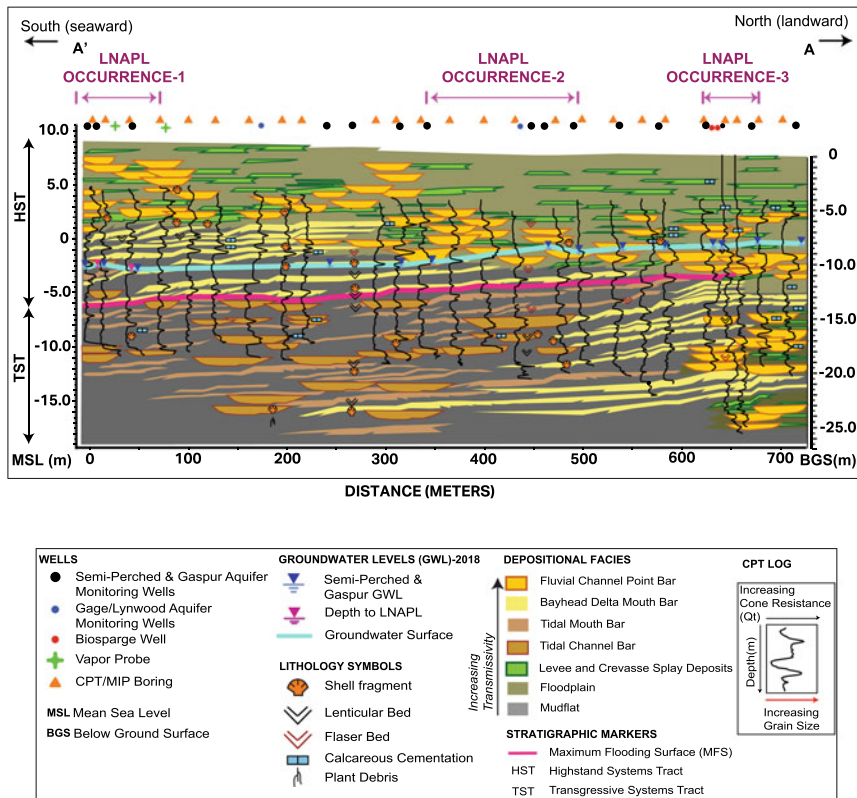 South (seaward)
North (landward)
A’
A
LNAPL
OCCURRENCE-1
LNAPL
OCCURRENCE-2
LNAPL
OCCURRENCE-3
10.0
5.0
0
-5.0
-10.0
-15.0
HST
TST
0
-5.0
-10.0
-15.0
-20.0
-25.0
MSL (m)
0
100
200
300
400
500
600
700
BGS(m)
DISTANCE (METERS)
WELLS
Semi-Perched & Gaspur Aquifer
Monitoring Wells
Gage/Lynwood Aquifer
Monitoring Wells
Biosparge Well
Vapor Probe
CPT/MIP Boring
MSL Mean Sea Level
BGS Below Ground Surface
GROUNDWATER LEVELS (GWL)-2018
Semi-Perched &
Gaspur GWL
Depth to LNAPL
Groundwater Surface
LITHOLOGY SYMBOLS
Shell fragment
Lenticular Bed
Flaser Bed
Calcareous Cementation
Plant Debris
DEPOSITIONAL FACIES
Increasing
Transmissivity
Fluvial Channel Point Bar
Bayhead Delta Mouth Bar
Tidal Mouth Bar
Tidal Channel Bar
Levee and Crevasse Splay Deposits
Floodplain
Mudflat
STRATIGRAPHIC MARKERS
Maximum Flooding Surface (MFS)
HST Highstand Systems Tract
TST Transgressive Systems Tract
CPT LOG
Increasing
Cone Resistance
(Qt)
Depth(m)
Increasing
Grain Size